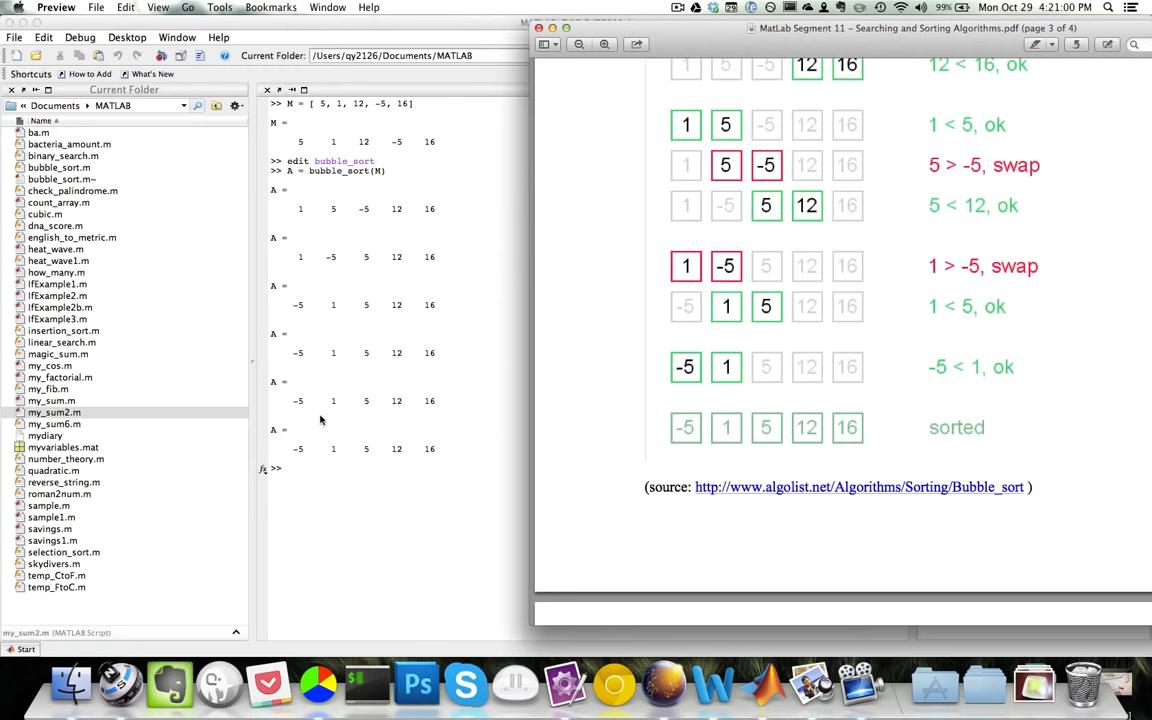 Preview File Edit View Go Tools Bookmarks Window Help 99% Mon Oct 29 4:21:00 PM
File Edit Debug Desktop Window Help
Current Folder: /Users/qy2126/Documents/MATLAB
Shortcuts How to Add What's New
Current Folder
Documents MATLAB
Name
ba.m
bacteria_amount.m
binary_search.m
bubble_sort.m
bubble_sort.m~
check_palindrome.m
count_array.m
cubic.m
dna_score.m
english_to_metric.m
heat_wave.m
heat_wave1.m
how_many.m
IfExample1.m
IfExample2.m
IfExample2b.m
IfExample3.m
insertion_sort.m
linear_search.m
magic_sum.m
my_cos.m
my_factorial.m
my_fib.m
my_sum.m
my_sum2.m
my_sum6.m
mydiary
myvariables.mat
number_theory.m
quadratic.m
reverse_string.m
roman2num.m
sample.m
sample1.m
savings.m
savings1.m
selection_sort.m
skydivers.m
temp_CtoF.m
temp_FtoC.m
my_sum2.m (MATLAB Script)
Start
>> M = [ 5, 1, 12, -5, 16]
M =
5 1 12 -5 16
>> edit bubble_sort
>> A = bubble_sort(M)
A =
1 5 -5 12 16
A =
1 -5 5 12 16
A =
-5 1 5 12 16
A =
-5 1 5 12 16
A =
-5 1 5 12 16
A =
-5 1 5 12 16
fx >>
MatLab Segment 11 – Searching and Sorting Algorithms.pdf (page 3 of 4)
1 5 -5 12 16 12 < 16, ok
1 5 -5 12 16 1 < 5, ok
1 5 -5 12 16 5 > -5, swap
1 -5 5 12 16 5 < 12, ok
1 -5 5 12 16 1 > -5, swap
-5 1 5 12 16 1 < 5, ok
-5 1 5 12 16 -5 < 1, ok
-5 1 5 12 16 sorted
(source: http://www.algolist.net/Algorithms/Sorting/Bubble_sort )
Ps